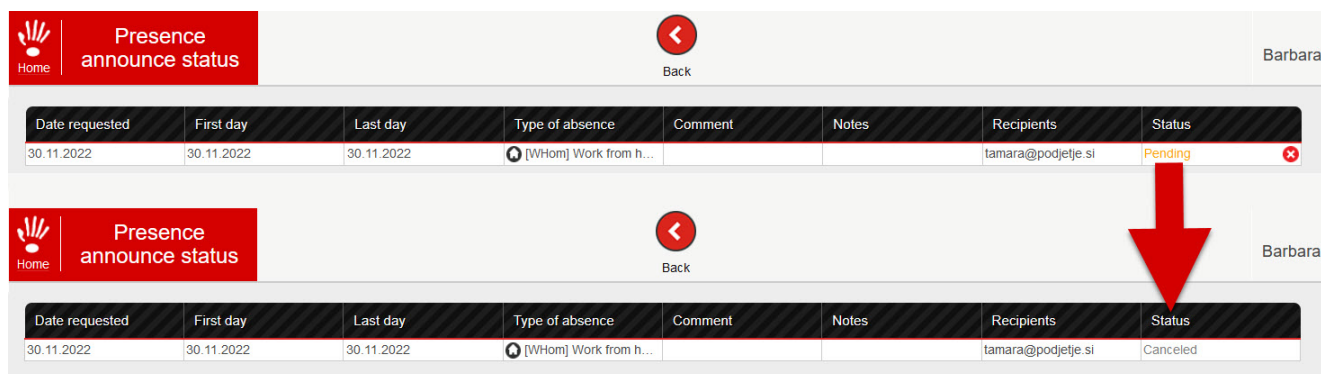 Presence
announce status
Home
Back
Barbara
Date requested First day Last day Type of absence Comment Notes Recipients Status
30.11.2022 30.11.2022 30.11.2022 [WHom] Work from h... tamara@podjetje.si Pending
Presence
announce status
Home
Back
Barbara
Date requested First day Last day Type of absence Comment Notes Recipients Status
30.11.2022 30.11.2022 30.11.2022 [WHom] Work from h... tamara@podjetje.si Canceled